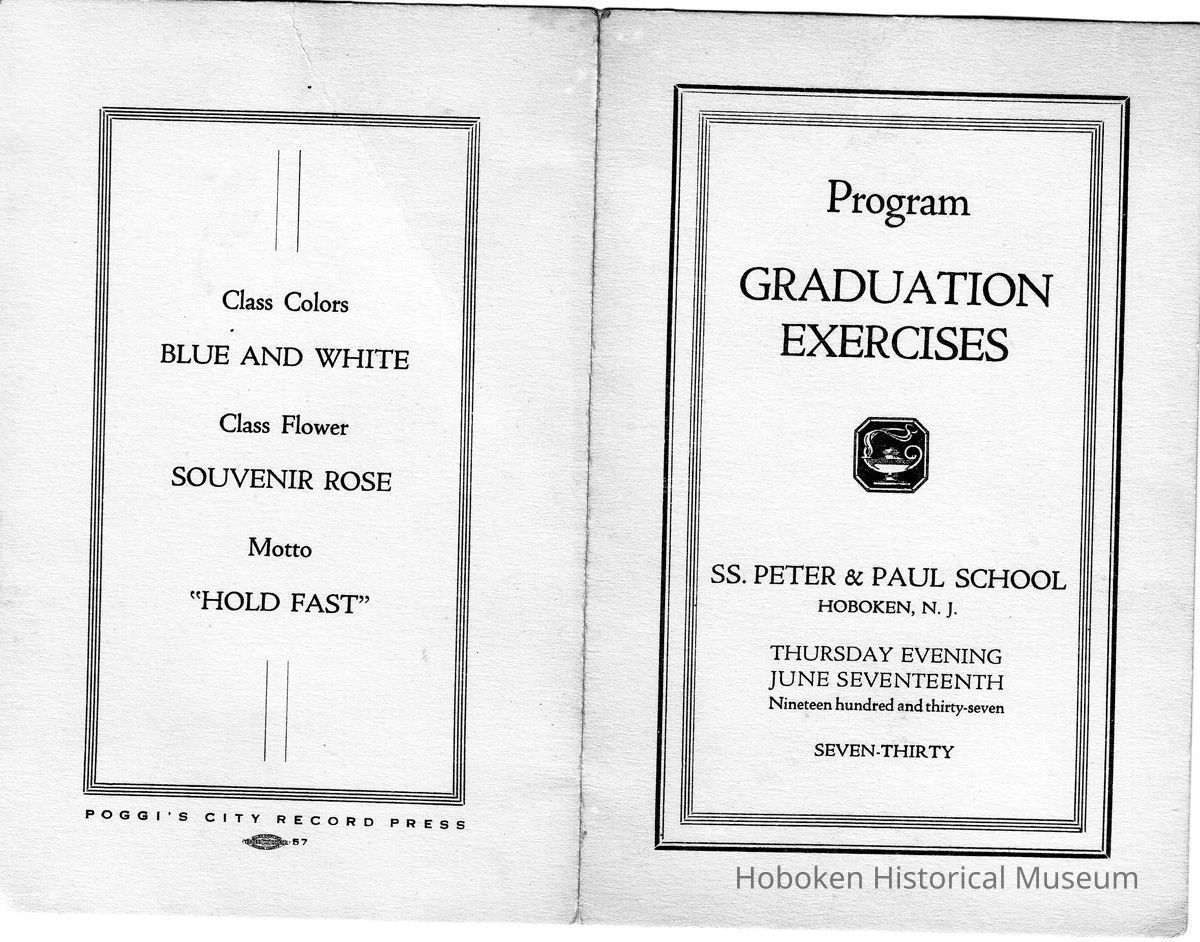 Class Colors
BLUE AND WHITE
Class Flower
SOUVENIR ROSE
Motto
"HOLD FAST"
POGGI'S CITY RECORD PRESS
57
Program
GRADUATION
EXERCISES
SS. PETER & PAUL SCHOOL
HOBOKEN, N. J.
THURSDAY EVENING
JUNE SEVENTEENTH
Nineteen hundred and thirty-seven
SEVEN-THIRTY
Hoboken Historical Museum